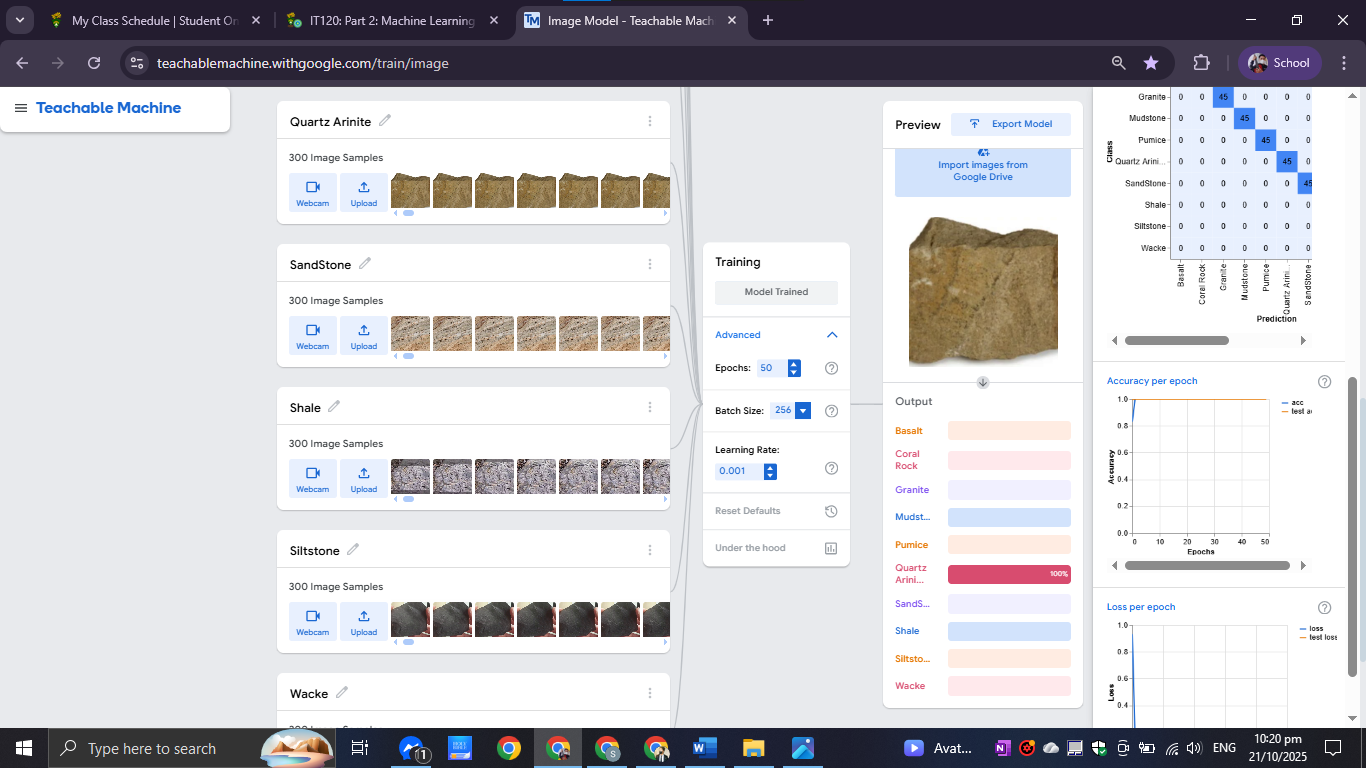 My Class Schedule | Student On
IT120: Part 2: Machine Learning
Image Model - Teachable Mach
teachablemachine.withgoogle.com/train/image
School
Teachable Machine
Quartz Arinite
300 Image Samples
Webcam
Upload
SandStone
300 Image Samples
Webcam
Upload
Shale
300 Image Samples
Webcam
Upload
Siltstone
300 Image Samples
Webcam
Upload
Wacke
Training
Model Trained
Advanced
Epochs: 50
Batch Size: 256
Learning Rate:
0.001
Reset Defaults
Under the hood
Preview
Export Model
Import images from
Google Drive
Output
Basalt
Coral
Rock
Granite
Mudst...
Pumice
Quartz
Arini...
100%
SandS...
Shale
Siltsto...
Wacke
Class
Granite 0 0 45 0 0 0 0
Mudstone 0 0 0 45 0 0 0
Pumice 0 0 0 0 45 0 0
Quartz Arini... 0 0 0 0 0 45 0
SandStone 0 0 0 0 0 0 45
Shale 0 0 0 0 0 0 0
Siltstone 0 0 0 0 0 0 0
Wacke 0 0 0 0 0 0 0
Basalt
Coral Rock
Granite
Mudstone
Pumice
Quartz Arini...
SandStone
Prediction
Accuracy per epoch
1.0
0.8
0.6
0.4
0.2
0.0
Accuracy
0 10 20 30 40 50
Epochs
acc
test a
Loss per epoch
1.0
0.8
0.6
0.4
Loss
loss
test loss
Type here to search
1
Avat...
ENG
10:20 pm
21/10/2025